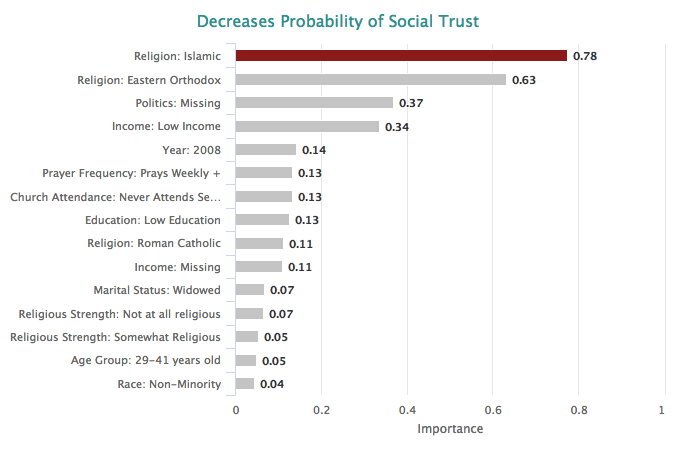 Decreases Probability of Social Trust
Religion: Islamic 0.78
Religion: Eastern Orthodox 0.63
Politics: Missing 0.37
Income: Low Income 0.34
Year: 2008 0.14
Prayer Frequency: Prays Weekly + 0.13
Church Attendance: Never Attends Se... 0.13
Education: Low Education 0.13
Religion: Roman Catholic 0.11
Income: Missing 0.11
Marital Status: Widowed 0.07
Religious Strength: Not at all religious 0.07
Religious Strength: Somewhat Religious 0.05
Age Group: 29-41 years old 0.05
Race: Non-Minority 0.04
0 0.2 0.4 0.6 0.8 1
Importance